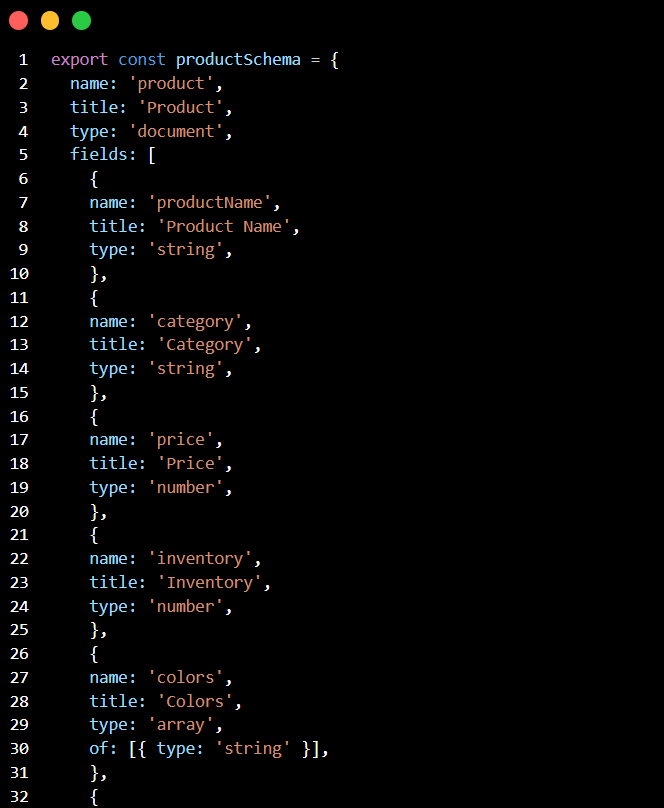 1 export const productSchema = {
2   name: 'product',
3   title: 'Product',
4   type: 'document',
5   fields: [
6     {
7     name: 'productName',
8     title: 'Product Name',
9     type: 'string',
10     },
11     {
12     name: 'category',
13     title: 'Category',
14     type: 'string',
15     },
16     {
17     name: 'price',
18     title: 'Price',
19     type: 'number',
20     },
21     {
22     name: 'inventory',
23     title: 'Inventory',
24     type: 'number',
25     },
26     {
27     name: 'colors',
28     title: 'Colors',
29     type: 'array',
30     of: [{ type: 'string' }],
31     },
32     {